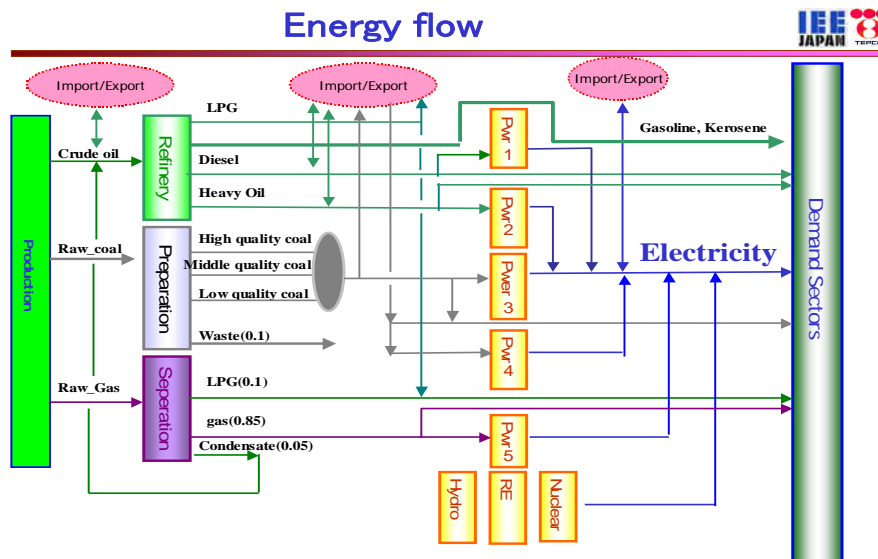 Energy flow
IEE
JAPAN
TEPCO
Import/Export
Import/Export
Import/Export
LPG
Gasoline, Kerosene
Refinery
Pwr 1
Crude oil
Diesel
Heavy Oil
Pwr2
Production
Raw_coal
Preparation
High quality coal
Middle quality coal
Low quality coal
Waste(0.1)
Pwer 3
Electricity
Demand Sectors
Pwr 4
Raw_Gas
Seperation
LPG(0.1)
gas(0.85)
Condensate(0.05)
Pwr 5
Hydro
RE
Nuclear